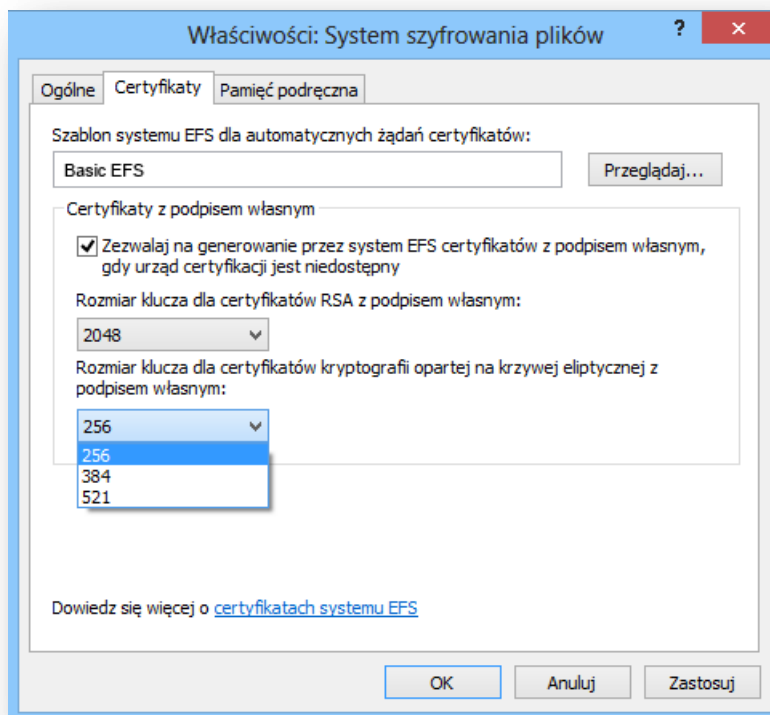 Właściwości: System szyfrowania plików
Ogólne
Certyfikaty
Pamięć podręczna
Szablon systemu EFS dla automatycznych żądań certyfikatów:
Basic EFS
Przeglądaj...
Certyfikaty z podpisem własnym
Zezwalaj na generowanie przez system EFS certyfikatów z podpisem własnym,
gdy urząd certyfikacji jest niedostępny
Rozmiar klucza dla certyfikatów RSA z podpisem własnym:
2048
Rozmiar klucza dla certyfikatów kryptografii opartej na krzywej eliptycznej z
podpisem własnym:
256
256
384
521
Dowiedz się więcej o certyfikatach systemu EFS
OK
Anuluj
Zastosuj